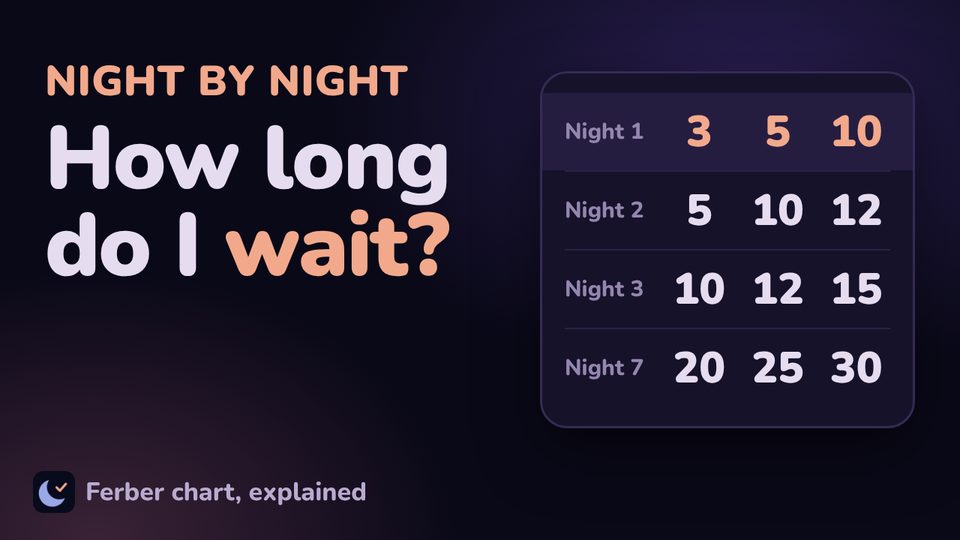 NIGHT BY NIGHT
How long
do I wait?
Night 1 3 5 10
Night 2 5 10 12
Night 3 10 12 15
Night 7 20 25 30
Ferber chart, explained